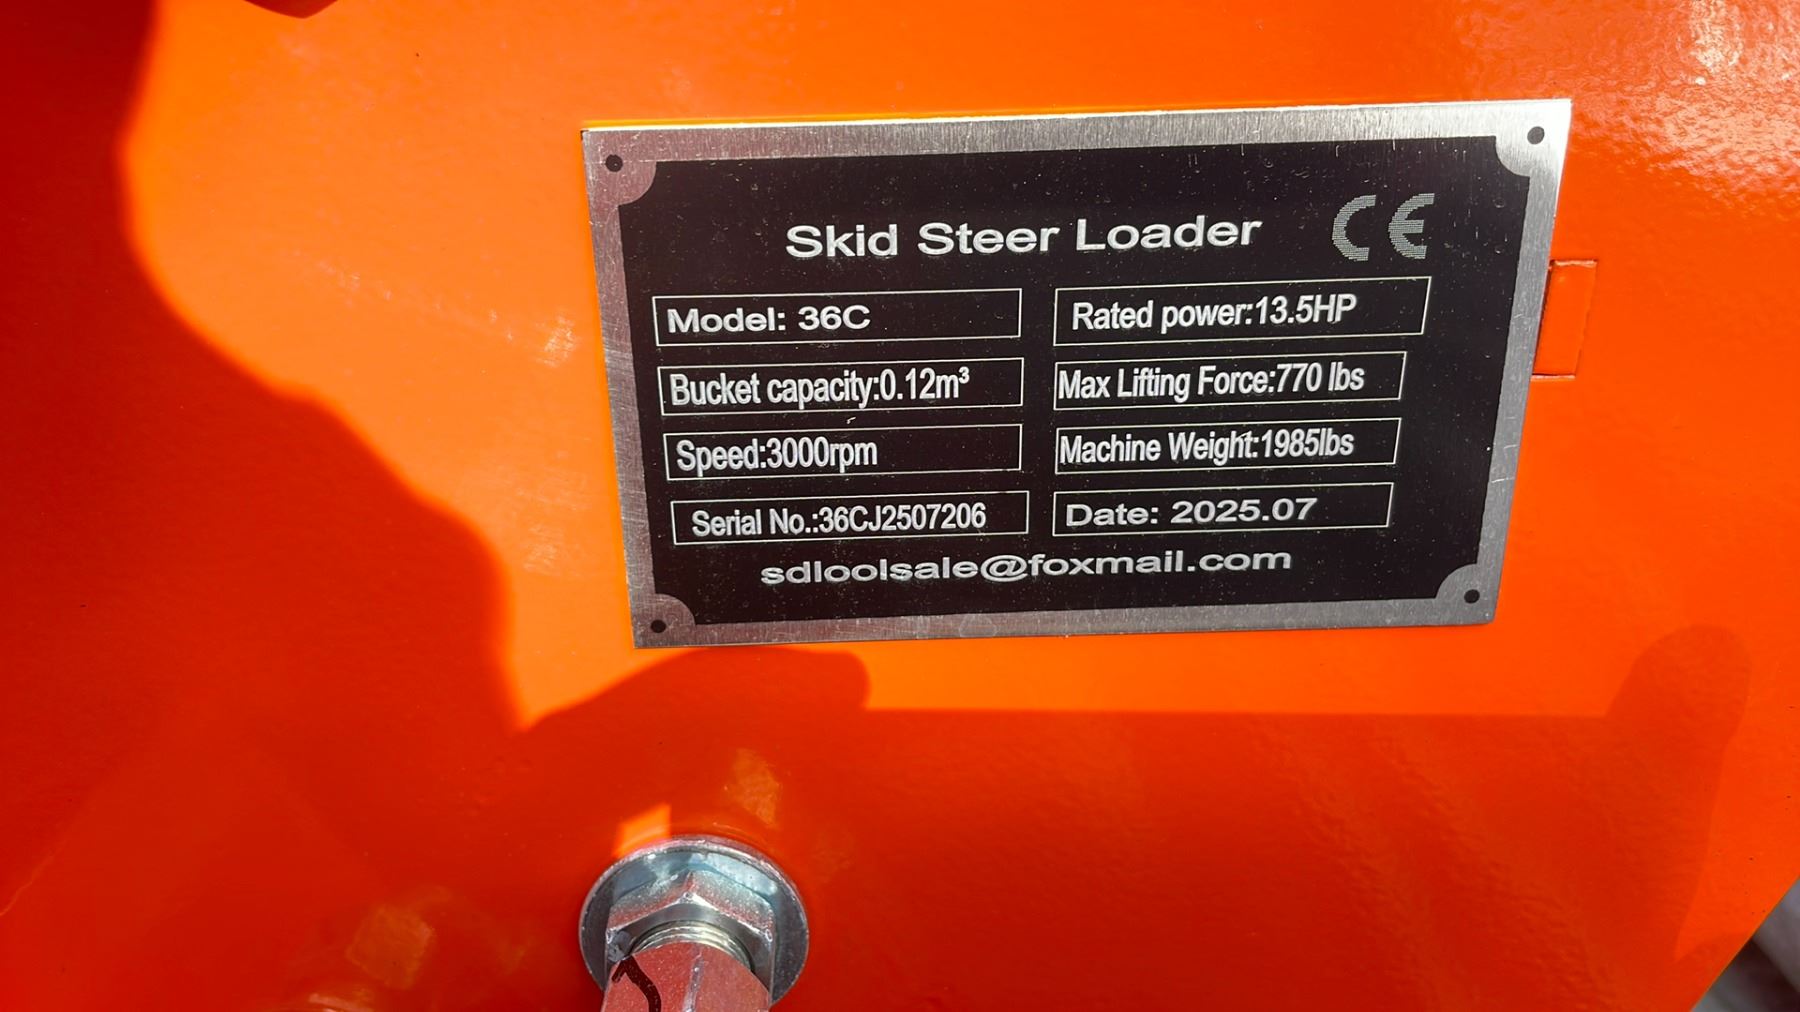 Skid Steer Loader CE
Model: 36C
Rated power:13.5HP
Bucket capacity:0.12m³
Max Lifting Force:770 lbs
Speed:3000rpm
Machine Weight:1985lbs
Serial No.:36CJ2507206
Date: 2025.07
sdloolsale@foxmail.com